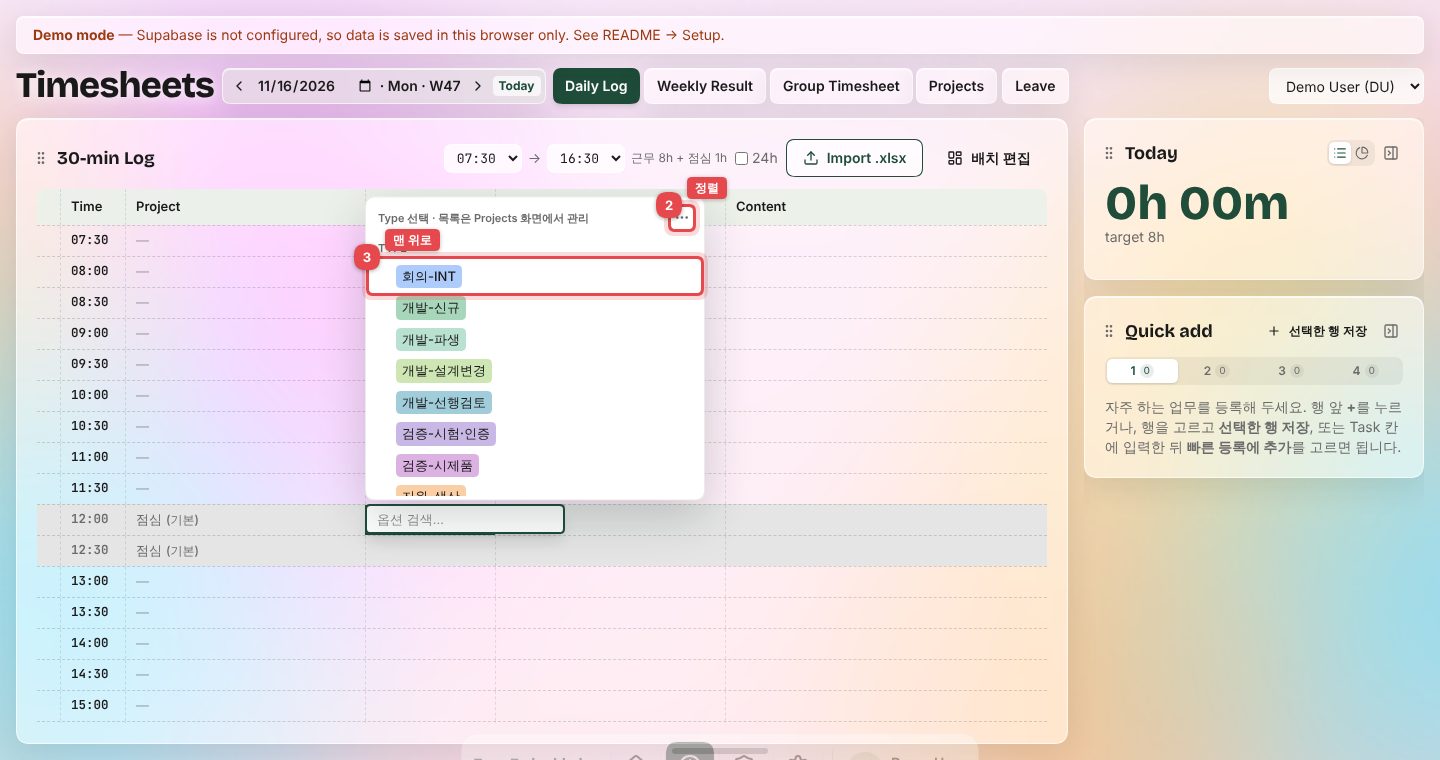 Demo mode — Supabase is not configured, so data is saved in this browser only. See README → Setup.
Timesheets
11/16/2026 · Mon · W47 Today
Daily Log
Weekly Result
Group Timesheet
Projects
Leave
Demo User (DU)
30-min Log
07:30 → 16:30 근무 8h + 점심 1h 24h
Import .xlsx
배치 편집
Time Project Content
정렬
2
Type 선택 · 목록은 Projects 화면에서 관리
맨 위로
3
회의-INT
개발-신규
개발-파생
개발-설계변경
개발-선행검토
검증-시험·인증
검증-시제품
옵션 검색...
07:30 —
08:00 —
08:30 —
09:00 —
09:30 —
10:00 —
10:30 —
11:00 —
11:30 —
12:00 점심 (기본)
12:30 점심 (기본)
13:00 —
13:30 —
14:00 —
14:30 —
15:00 —
Today
0h 00m
target 8h
Quick add
+ 선택한 행 저장
1 0 2 0 3 0 4 0
자주 하는 업무를 등록해 두세요. 행 앞 +를 누르
거나, 행을 고르고 선택한 행 저장, 또는 Task 칸
에 입력한 뒤 빠른 등록에 추가를 고르면 됩니다.